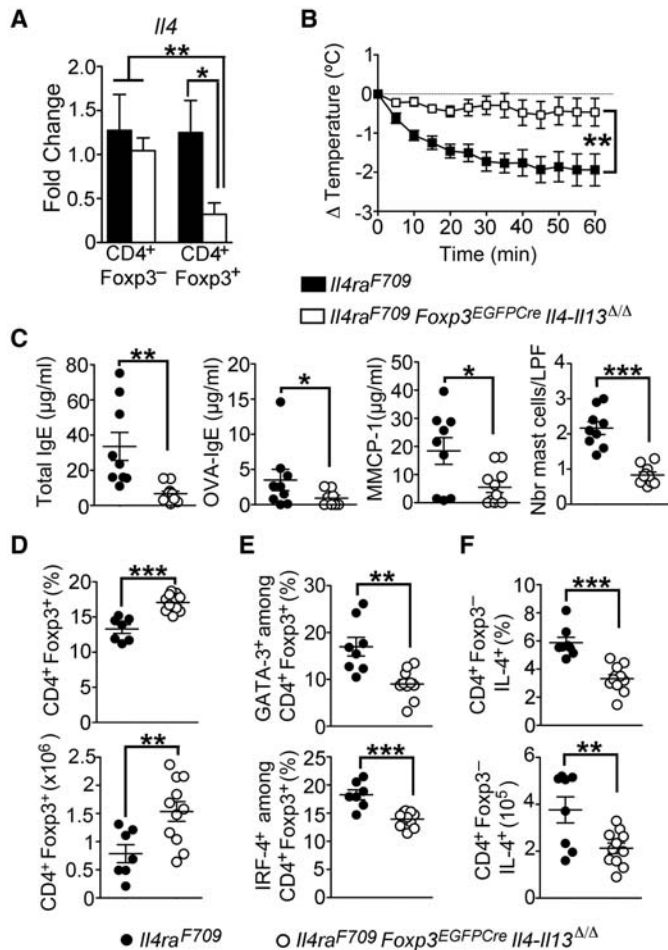 A
Il4
**
*
Fold Change
2.0
1.5
1.0
0.5
0
CD4+ Foxp3–
CD4+ Foxp3+
B
Δ Temperature (ºC)
1
0
-1
-2
-3
**
0 10 20 30 40 50 60
Time (min)
Il4raF709
Il4raF709 Foxp3EGFPCre Il4-Il13Δ/Δ
C
Total IgE (µg/ml)
80
60
40
20
0
**
OVA-IgE (µg/ml)
20
15
10
5
0
*
MMCP-1(µg/ml)
50
40
30
20
10
0
*
Nbr mast cells/LPF
4
3
2
1
0
***
D
CD4+ Foxp3+ (%)
20
15
10
5
0
***
CD4+ Foxp3+ (x10⁶)
2.5
2
1.5
1
0.5
0
**
E
GATA-3+ among
CD4+ Foxp3+(%)
30
20
10
0
**
IRF-4+ among
CD4+ Foxp3+(%)
25
20
15
10
5
0
***
F
CD4+ Foxp3–
IL-4+ (%)
10
8
6
4
2
0
***
CD4+ Foxp3–
IL-4+ (10⁵)
6
4
2
0
**
Il4raF709
Il4raF709 Foxp3EGFPCre Il4-Il13Δ/Δ